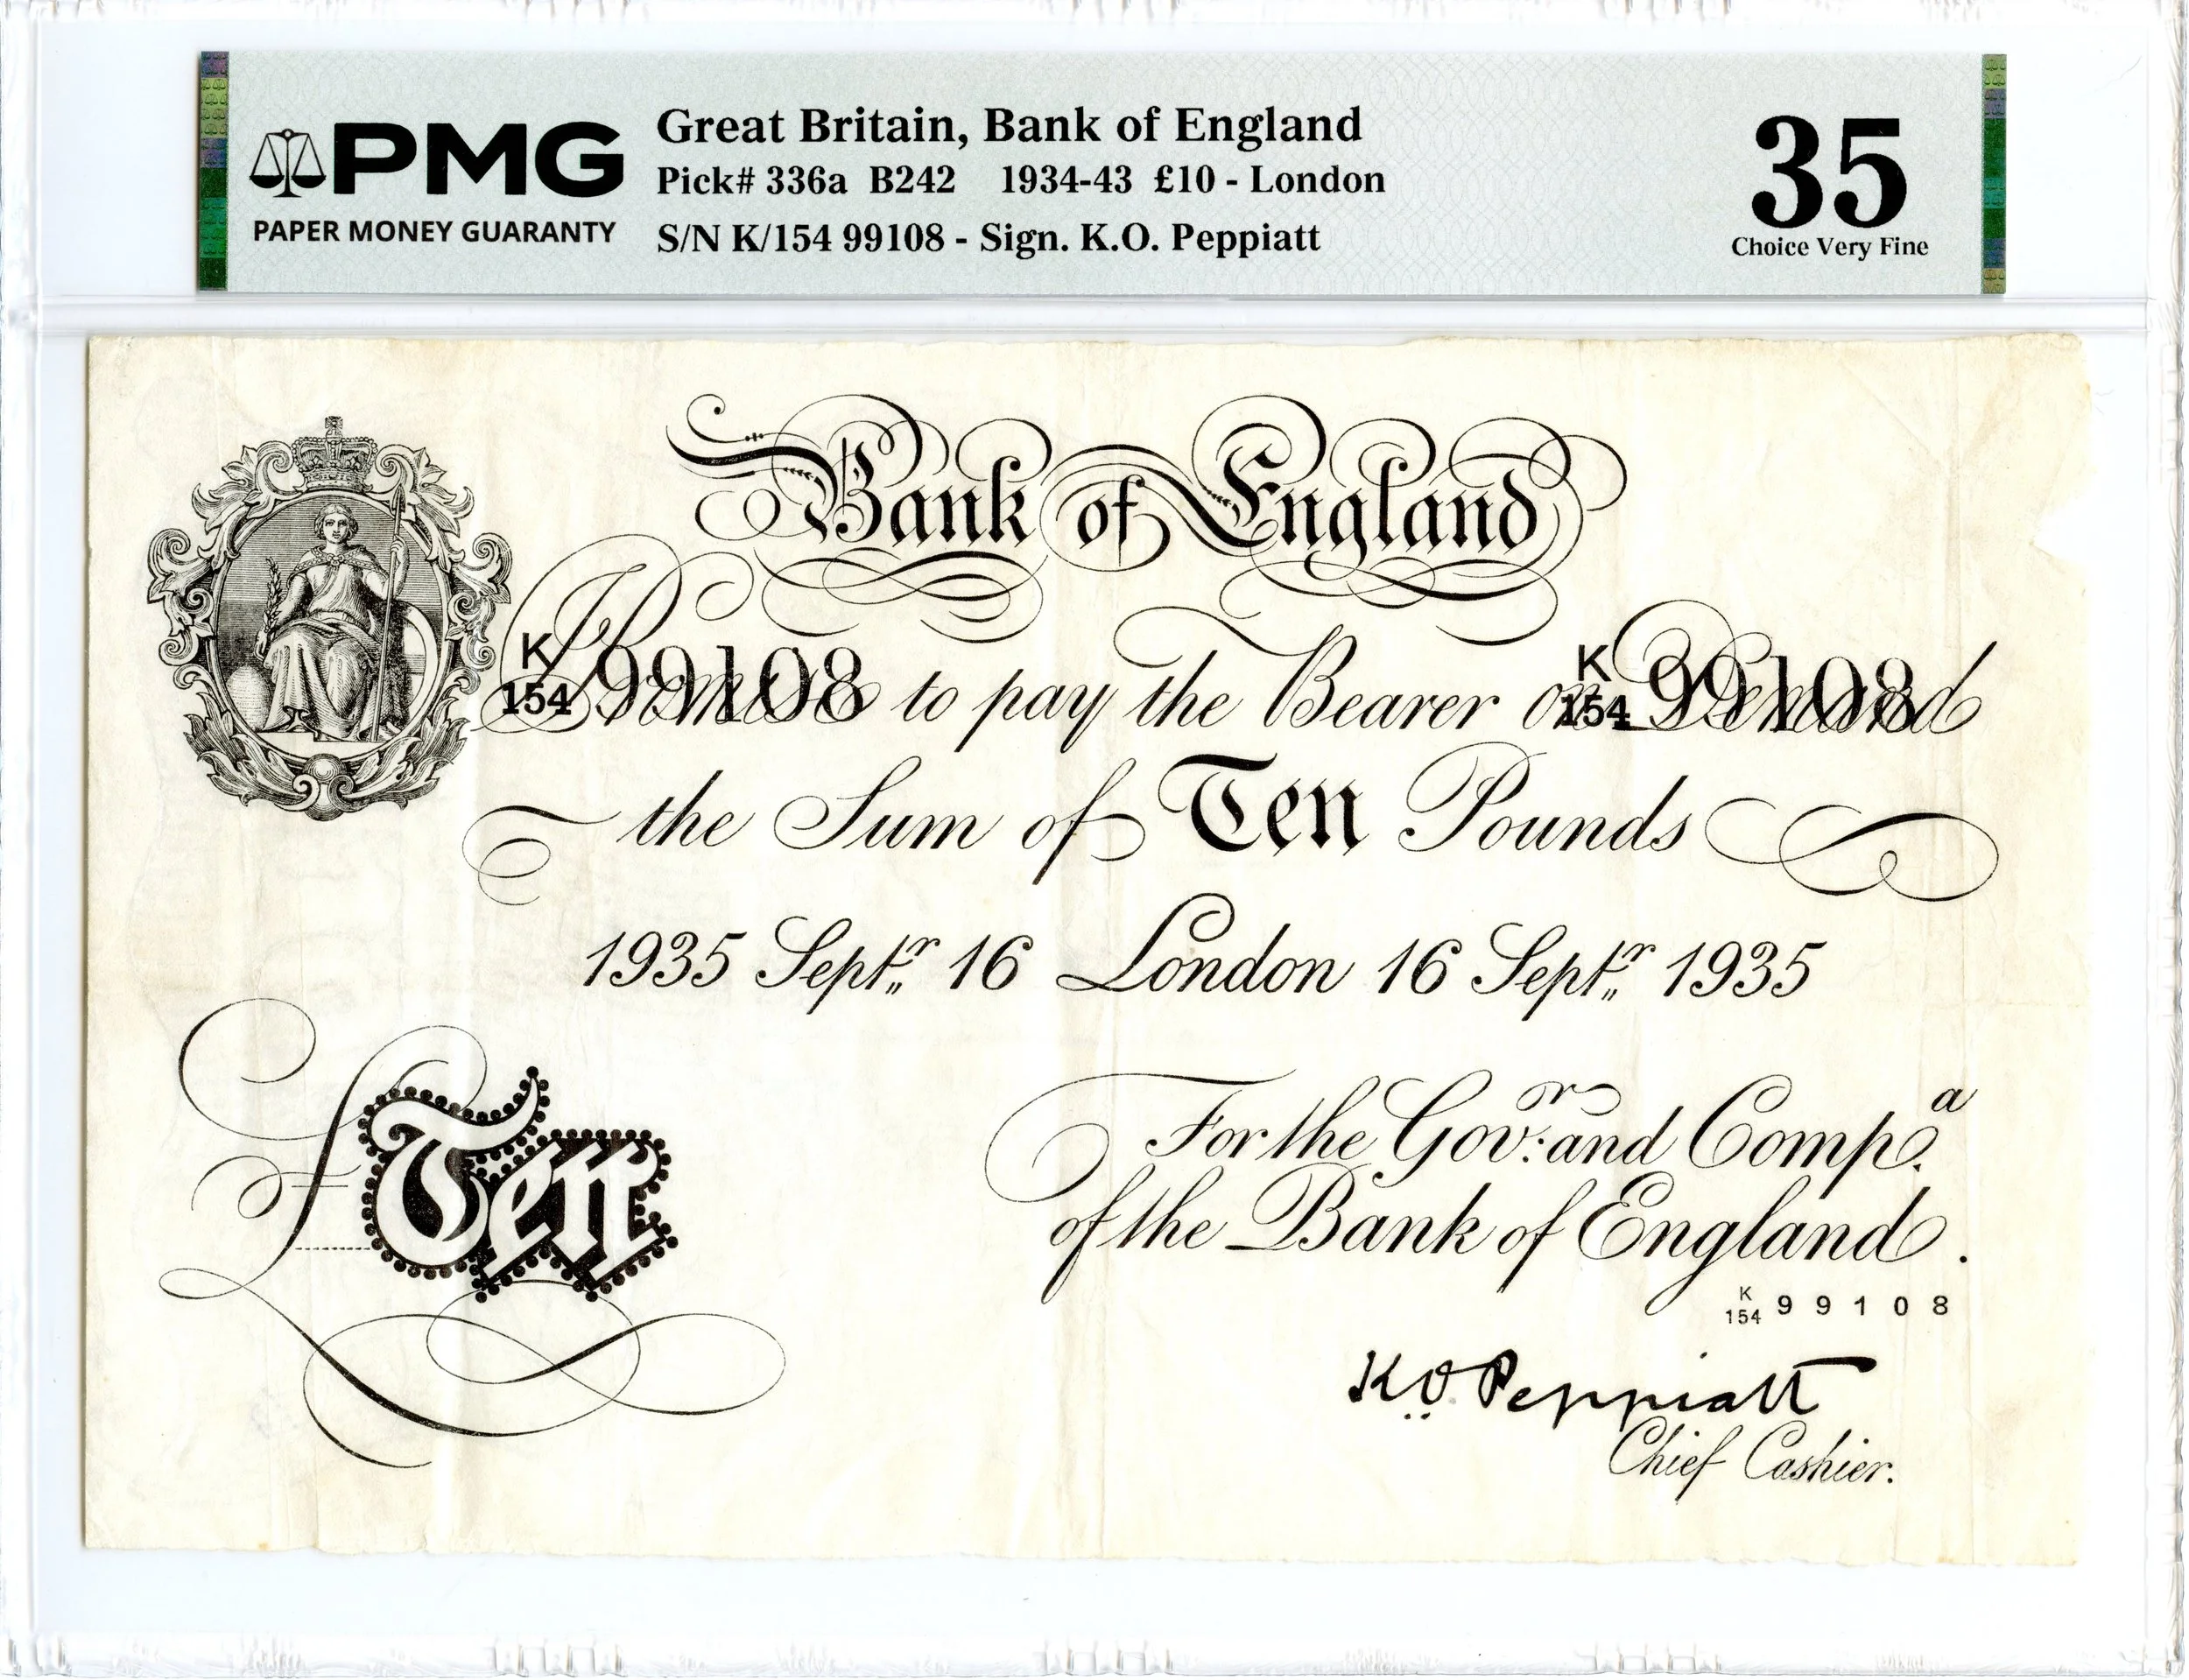 PMG
PAPER MONEY GUARANTY
Great Britain, Bank of England
Pick# 336a B242 1934-43 £10 - London
S/N K/154 99108 - Sign. K.O. Peppiatt
35
Choice Very Fine
Bank of England
K
154 99108
K
154 99108
I Promise to pay the Bearer on Demand
the Sum of Ten Pounds
1935 Septr. 16 London 16 Septr. 1935
For the Govr: and Compa.
of the Bank of England.
£Ten
K
154 99108
K.O. Peppiatt
Chief Cashier.